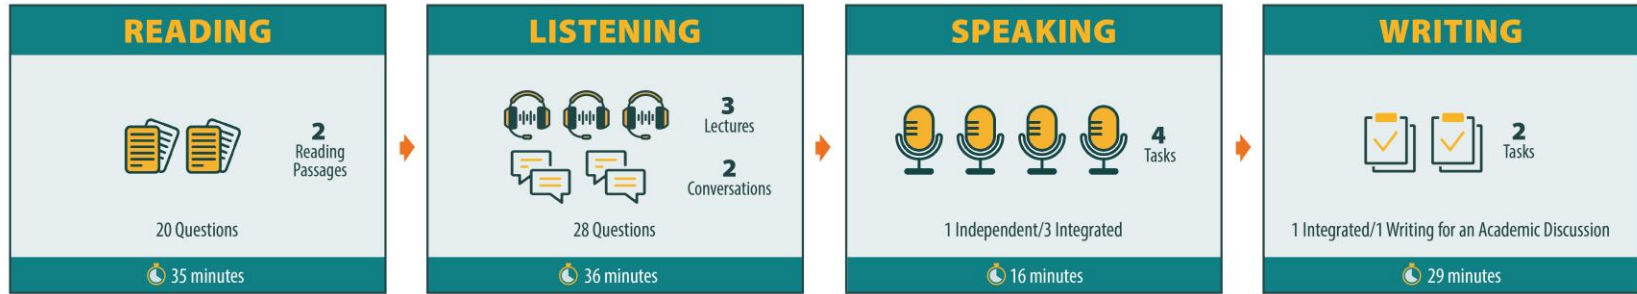 READING
2
Reading
Passages
20 Questions
35 minutes
LISTENING
3
Lectures
2
Conversations
28 Questions
36 minutes
SPEAKING
4
Tasks
1 Independent/3 Integrated
16 minutes
WRITING
2
Tasks
1 Integrated/1 Writing for an Academic Discussion
29 minutes